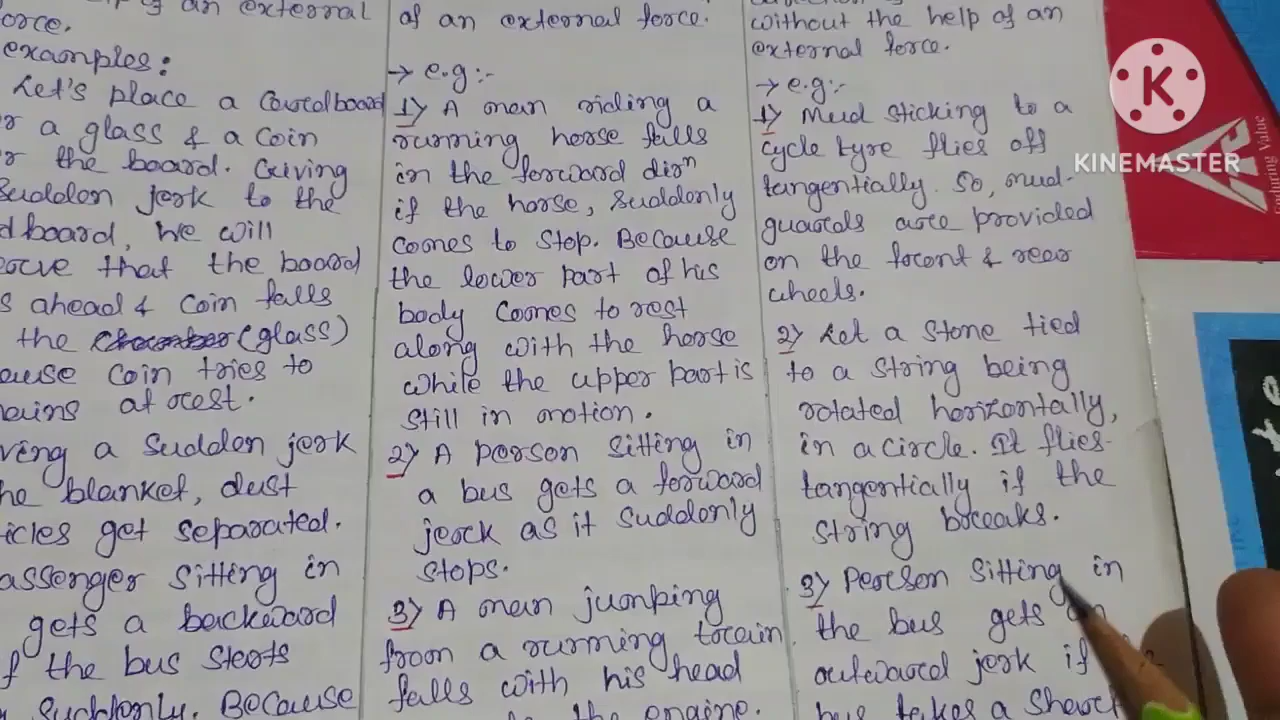 of an external
force.
examples:
Let's place a Cardboard
a glass & a coin
the board. Giving
Sudden jerk to the
board, we will
that the board
ahead & coin falls
the (glass)
coin tries to
at rest.
a sudden jerk
blanket, dust
get separated.
Sitting in
gets a backward
the bus starts
Suddenly. Because
of an external force.
→ e.g:-
1) A man riding a
running horse falls
in the forward dirⁿ
if the horse, suddenly
comes to stop. Because
the lower part of his
body comes to rest
along with the horse
while the upper part is
still in motion.
2) A person sitting in
a bus gets a forward
jerk as it suddenly
stops.
3) A man jumping
from a running train
falls with his head
the engine.
without the help of an
external force.
→ e.g:-
1) Mud sticking to a
cycle tyre flies off
tangentially. So, mud-
guards are provided
on the front & rear
wheels.
2) Let a stone tied
to a string being
rotated horizontally,
in a circle. It flies
tangentially if the
string breaks.
3) Person sitting in
the bus gets an
outward jerk if
bus takes a sharp
KINEMASTER
K
Value